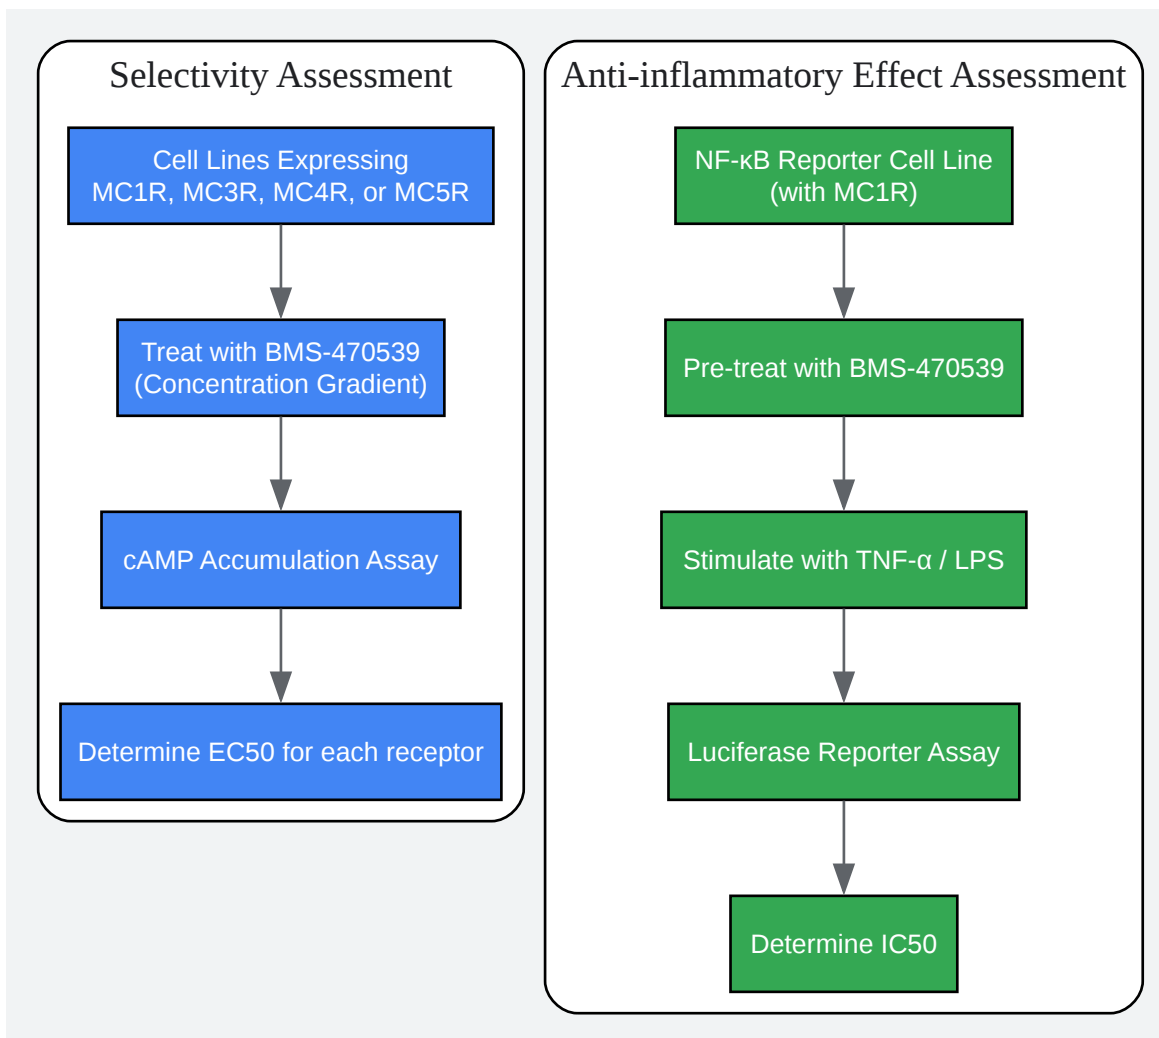 Selectivity Assessment
Cell Lines Expressing
MC1R, MC3R, MC4R, or MC5R
Treat with BMS-470539
(Concentration Gradient)
cAMP Accumulation Assay
Determine EC50 for each receptor
Anti-inflammatory Effect Assessment
NF-κB Reporter Cell Line
(with MC1R)
Pre-treat with BMS-470539
Stimulate with TNF-α / LPS
Luciferase Reporter Assay
Determine IC50